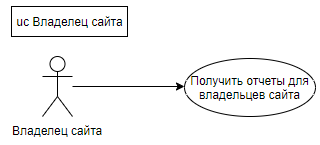 uc Владелец сайта
Получить отчеты для
владельцев сайта
Владелец сайта